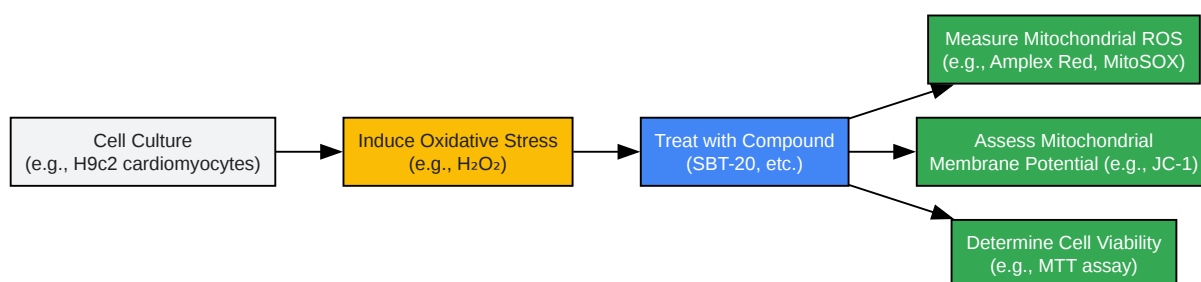 Cell Culture
(e.g., H9c2 cardiomyocytes)
Induce Oxidative Stress
(e.g., H₂O₂)
Treat with Compound
(SBT-20, etc.)
Measure Mitochondrial ROS
(e.g., Amplex Red, MitoSOX)
Assess Mitochondrial
Membrane Potential (e.g., JC-1)
Determine Cell Viability
(e.g., MTT assay)